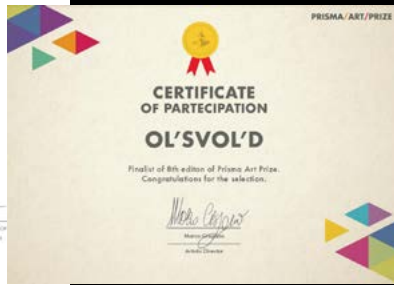 PRISMA/ART/PRIZE
CERTIFICATE
OF PARTECIPATION
OL'SVOL'D
Finalist of 8th editon of Prisma Art Prize.
Congratulations for the selection.
Artistic Director